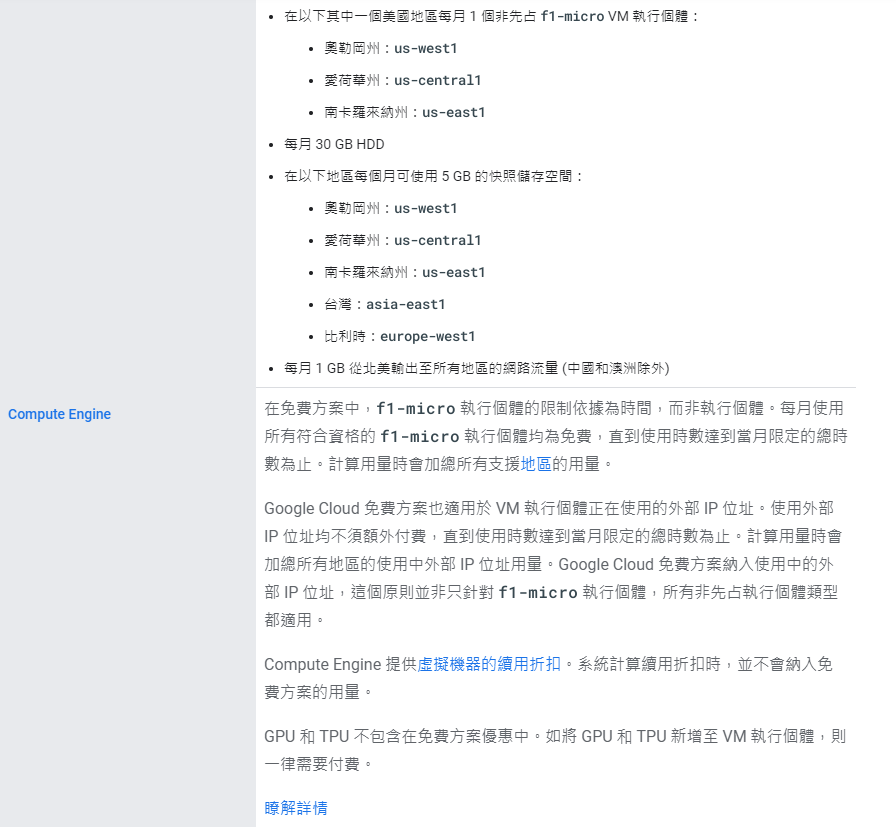 在以下其中一個美國地區每月 1 個非先占 f1-micro VM 執行個體：
奧勒岡州：us-west1
愛荷華州：us-central1
南卡羅來納州：us-east1
每月 30 GB HDD
在以下地區每個月可使用 5 GB 的快照儲存空間：
奧勒岡州：us-west1
愛荷華州：us-central1
南卡羅來納州：us-east1
台灣：asia-east1
比利時：europe-west1
每月 1 GB 從北美輸出至所有地區的網路流量 (中國和澳洲除外)
Compute Engine
在免費方案中，f1-micro 執行個體的限制依據為時間，而非執行個體。每月使用
所有符合資格的 f1-micro 執行個體均為免費，直到使用時數達到當月限定的總時
數為止。計算用量時會加總所有支援地區的用量。
Google Cloud 免費方案也適用於 VM 執行個體正在使用的外部 IP 位址。使用外部
IP 位址均不須額外付費，直到使用時數達到當月限定的總時數為止。計算用量時會
加總所有地區的使用中外部 IP 位址用量。Google Cloud 免費方案納入使用中的外
部 IP 位址，這個原則並非只針對 f1-micro 執行個體，所有非先占執行個體類型
都適用。
Compute Engine 提供虛擬機器的續用折扣。系統計算續用折扣時，並不會納入免
費方案的用量。
GPU 和 TPU 不包含在免費方案優惠中。如將 GPU 和 TPU 新增至 VM 執行個體，則
一律需要付費。
瞭解詳情